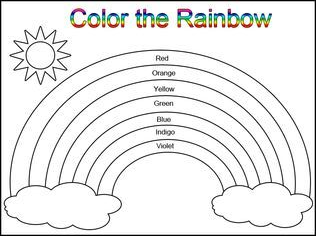 Color the Rainbow
Red
Orange
Yellow
Green
Blue
Indigo
Violet